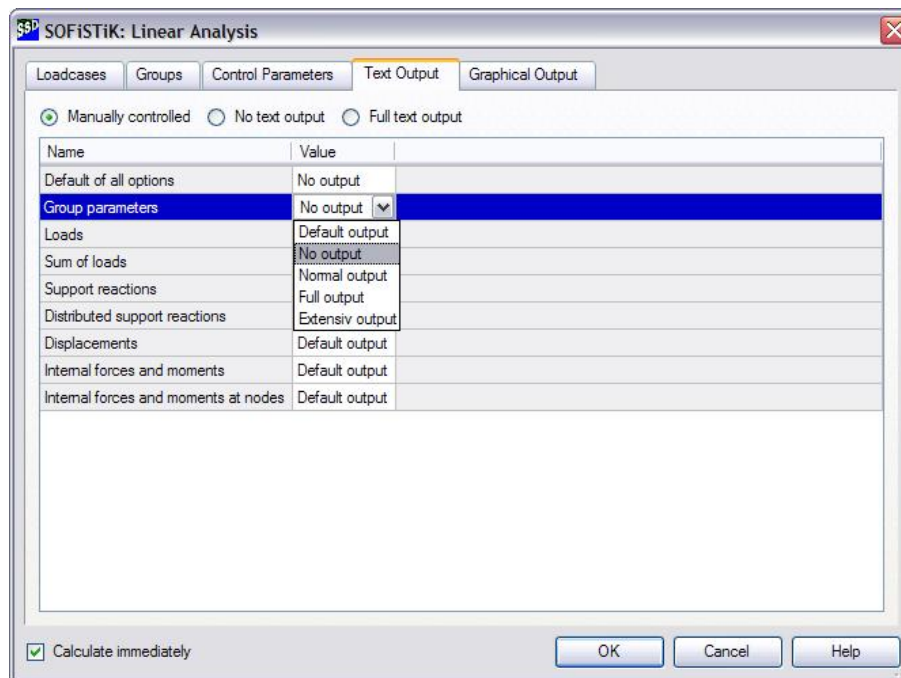 SSD SOFiSTiK: Linear Analysis
Loadcases Groups Control Parameters Text Output Graphical Output
Manually controlled No text output Full text output
Name Value
Default of all options No output
Group parameters No output
Loads Default output
Sum of loads No output
Support reactions Normal output
Full output
Distributed support reactions Extensiv output
Displacements Default output
Internal forces and moments Default output
Internal forces and moments at nodes Default output
Calculate immediately OK Cancel Help